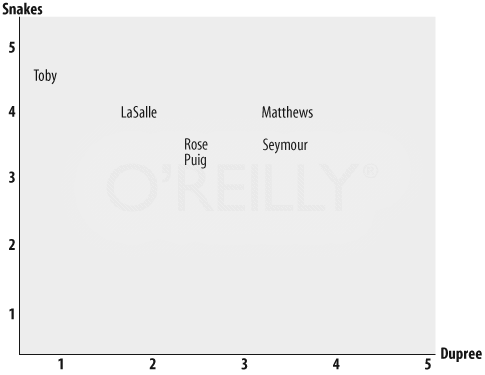 Snakes
5
Toby
4
LaSalle
Matthews
Rose
Seymour
Puig
3
O'REILLY®
2
1
Dupree
1 2 3 4 5